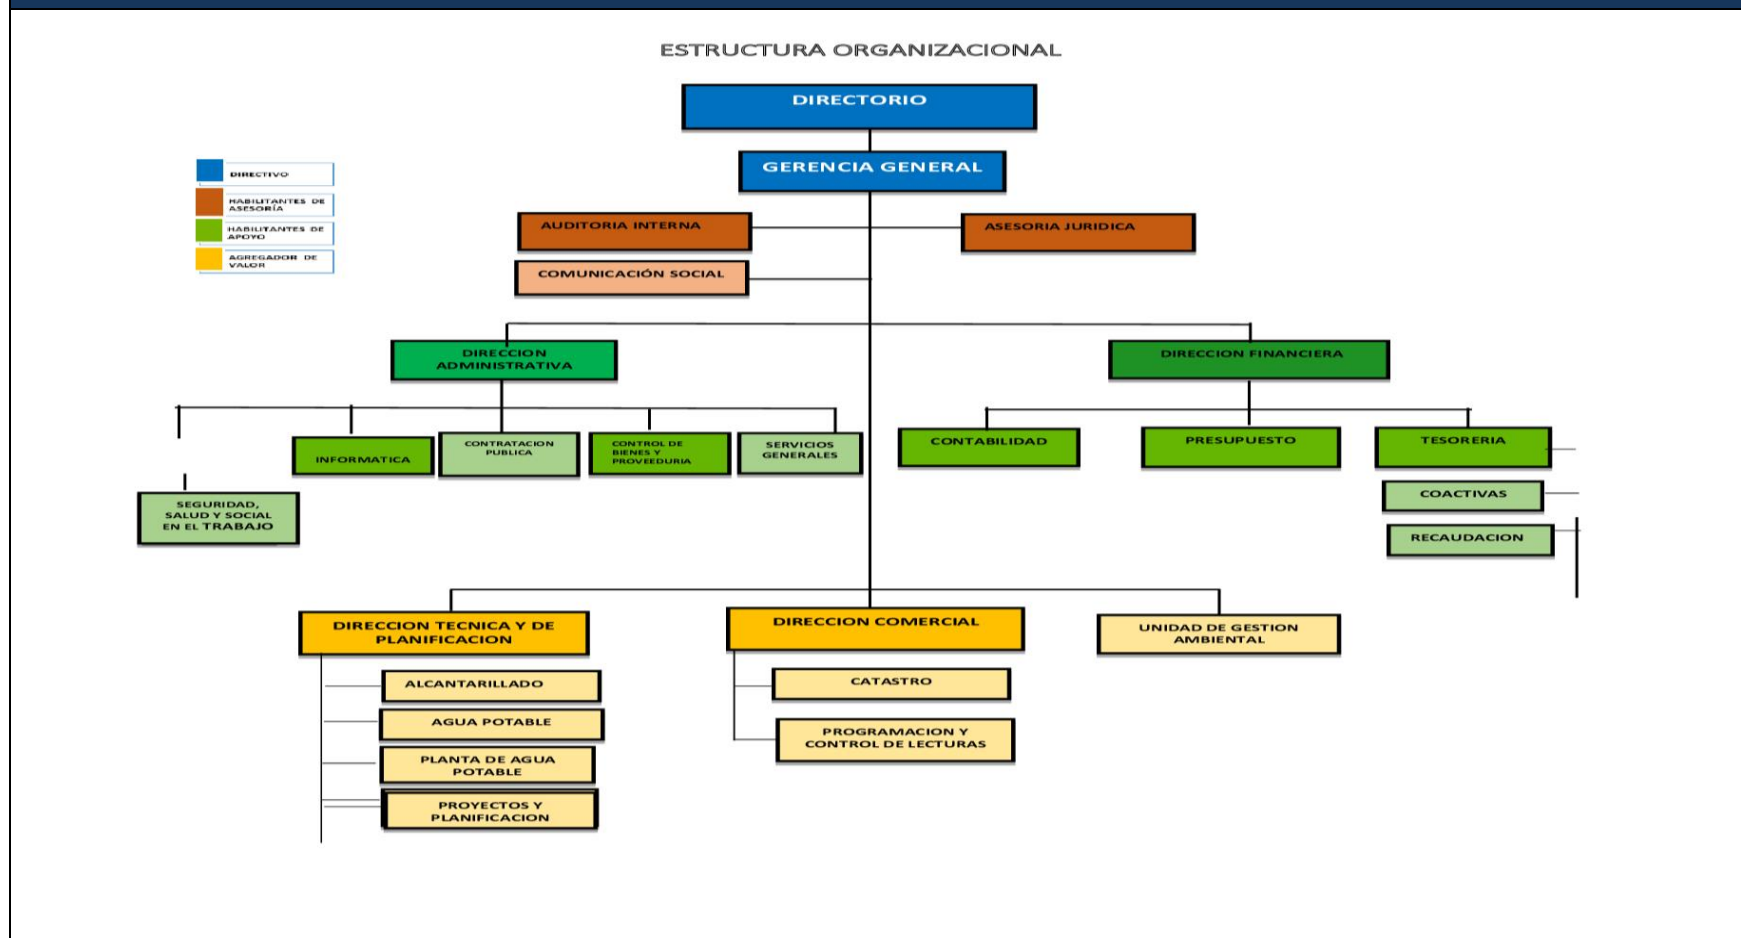 ESTRUCTURA ORGANIZACIONAL
DIRECTORIO
GERENCIA GENERAL
DIRECTIVO
HABILITANTES DE
ASESORÍA
HABILITANTES DE
APOYO
AGREGADOR DE
VALOR
AUDITORIA INTERNA
ASESORIA JURIDICA
COMUNICACIÓN SOCIAL
DIRECCION
ADMINISTRATIVA
DIRECCION FINANCIERA
INFORMATICA
CONTRATACION
PUBLICA
CONTROL DE
BIENES Y
PROVEEDURIA
SERVICIOS
GENERALES
CONTABILIDAD
PRESUPUESTO
TESORERIA
SEGURIDAD,
SALUD Y SOCIAL
EN EL TRABAJO
COACTIVAS
RECAUDACION
DIRECCION TECNICA Y DE
PLANIFICACION
DIRECCION COMERCIAL
UNIDAD DE GESTION
AMBIENTAL
ALCANTARILLADO
AGUA POTABLE
PLANTA DE AGUA
POTABLE
PROYECTOS Y
PLANIFICACION
CATASTRO
PROGRAMACION Y
CONTROL DE LECTURAS